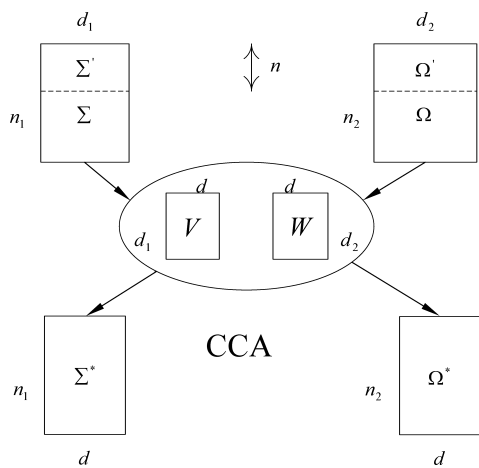 d₁ d₂
Σ' n Ω'
n₁ Σ n₂ Ω
d d
V W
d₁ d₂
CCA
n₁ Σ* n₂ Ω*
d d